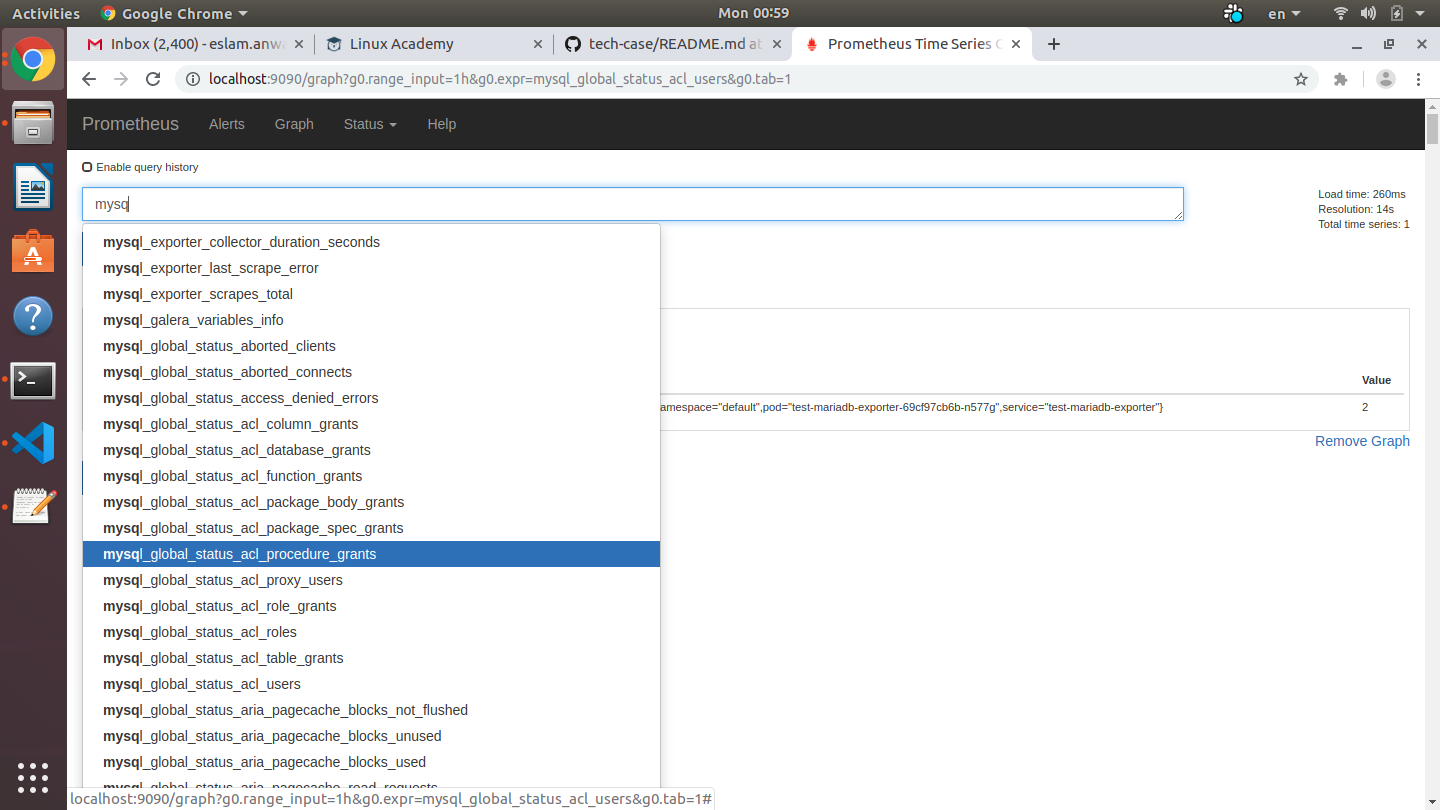 Activities Google Chrome Mon 00:59 en
Inbox (2,400) - eslam.anwa Linux Academy tech-case/README.md at Prometheus Time Series C
localhost:9090/graph?g0.range_input=1h&g0.expr=mysql_global_status_acl_users&g0.tab=1
Prometheus Alerts Graph Status Help
Enable query history
mysq
Load time: 260ms
Resolution: 14s
Total time series: 1
mysql_exporter_collector_duration_seconds
mysql_exporter_last_scrape_error
mysql_exporter_scrapes_total
mysql_galera_variables_info
mysql_global_status_aborted_clients
mysql_global_status_aborted_connects
mysql_global_status_access_denied_errors
mysql_global_status_acl_column_grants
mysql_global_status_acl_database_grants
mysql_global_status_acl_function_grants
mysql_global_status_acl_package_body_grants
mysql_global_status_acl_package_spec_grants
mysql_global_status_acl_procedure_grants
mysql_global_status_acl_proxy_users
mysql_global_status_acl_role_grants
mysql_global_status_acl_roles
mysql_global_status_acl_table_grants
mysql_global_status_acl_users
mysql_global_status_aria_pagecache_blocks_not_flushed
mysql_global_status_aria_pagecache_blocks_unused
mysql_global_status_aria_pagecache_blocks_used
mysql_global_status_aria_pagecache_read_requests
Value
amespace="default",pod="test-mariadb-exporter-69cf97cb6b-n577g",service="test-mariadb-exporter"} 2
Remove Graph
localhost:9090/graph?g0.range_input=1h&g0.expr=mysql_global_status_acl_users&g0.tab=1#